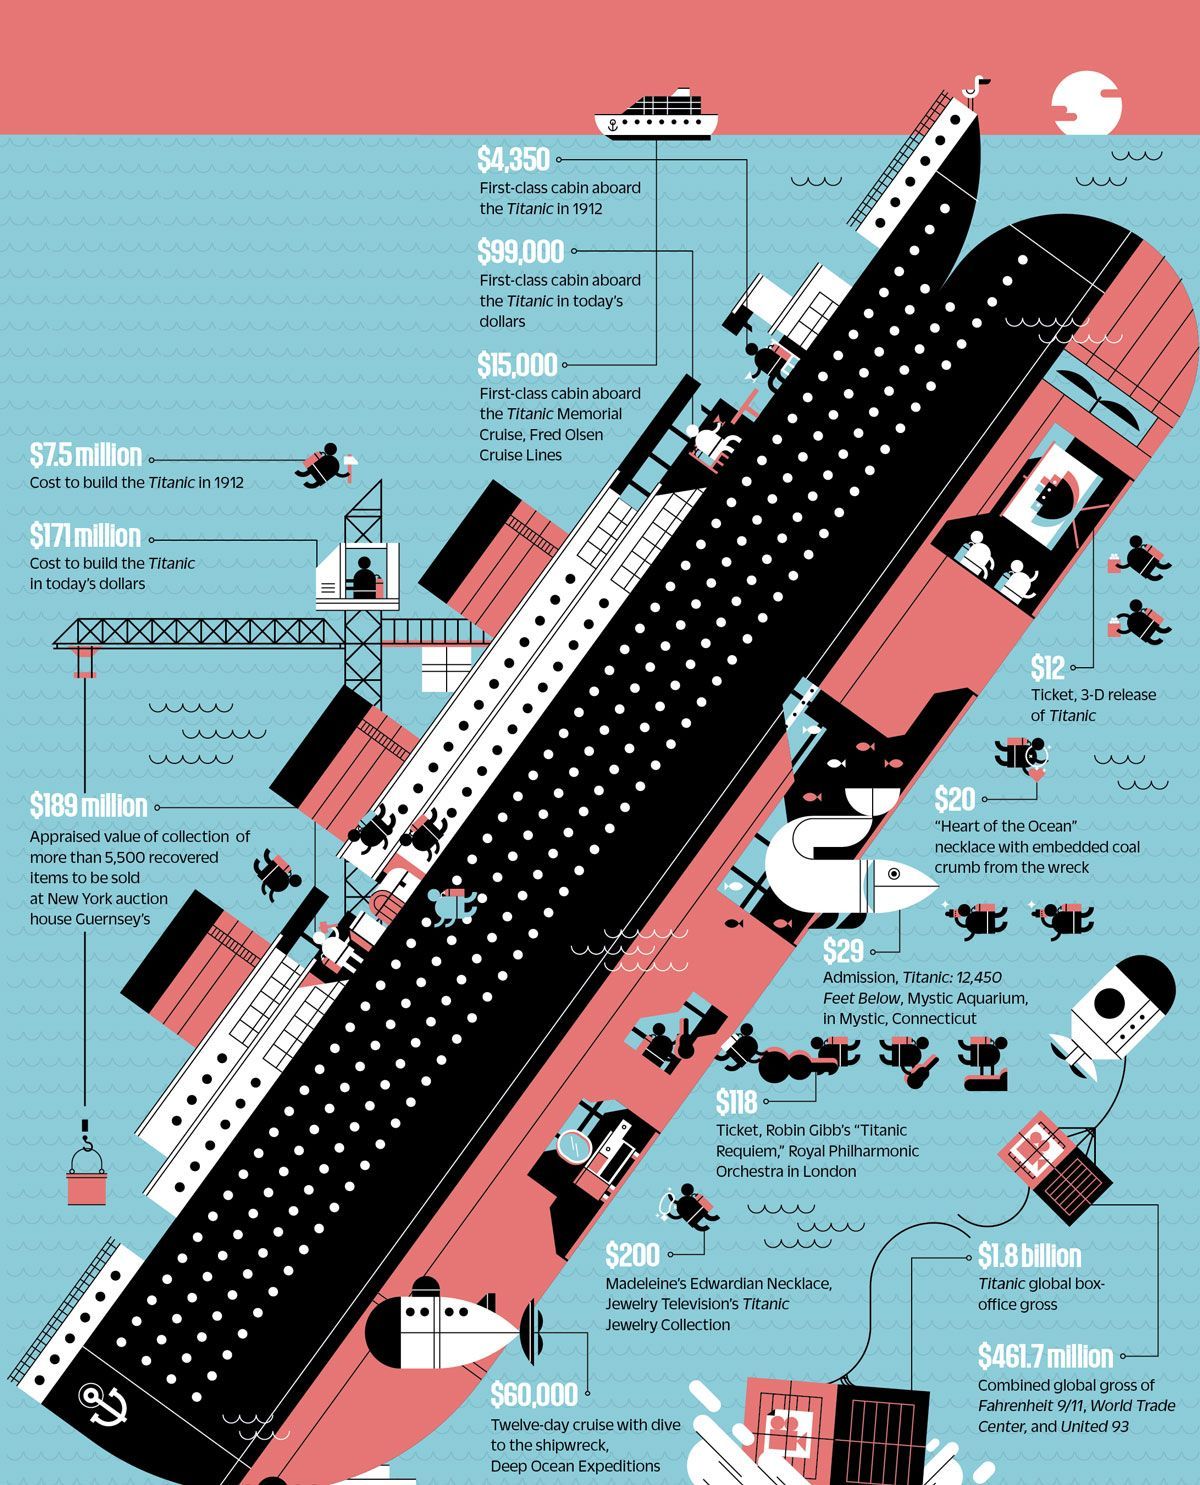 $4,350
First-class cabin aboard
the Titanic in 1912
$99,000
First-class cabin aboard
the Titanic in today's
dollars
$15,000
First-class cabin aboard
the Titanic Memorial
Cruise, Fred Olsen
Cruise Lines
$7.5 million
Cost to build the Titanic in 1912
$171 million
Cost to build the Titanic
in today's dollars
$12
Ticket, 3-D release
of Titanic
$189 million
Appraised value of collection of
more than 5,500 recovered
items to be sold
at New York auction
house Guernsey's
$20
“Heart of the Ocean”
necklace with embedded coal
crumb from the wreck
$29
Admission, Titanic: 12,450
Feet Below, Mystic Aquarium,
in Mystic, Connecticut
$118
Ticket, Robin Gibb's “Titanic
Requiem,” Royal Philharmonic
Orchestra in London
$200
Madeleine's Edwardian Necklace,
Jewelry Television's Titanic
Jewelry Collection
$1.8 billion
Titanic global box-
office gross
$461.7 million
Combined global gross of
Fahrenheit 9/11, World Trade
Center, and United 93
$60,000
Twelve-day cruise with dive
to the shipwreck,
Deep Ocean Expeditions